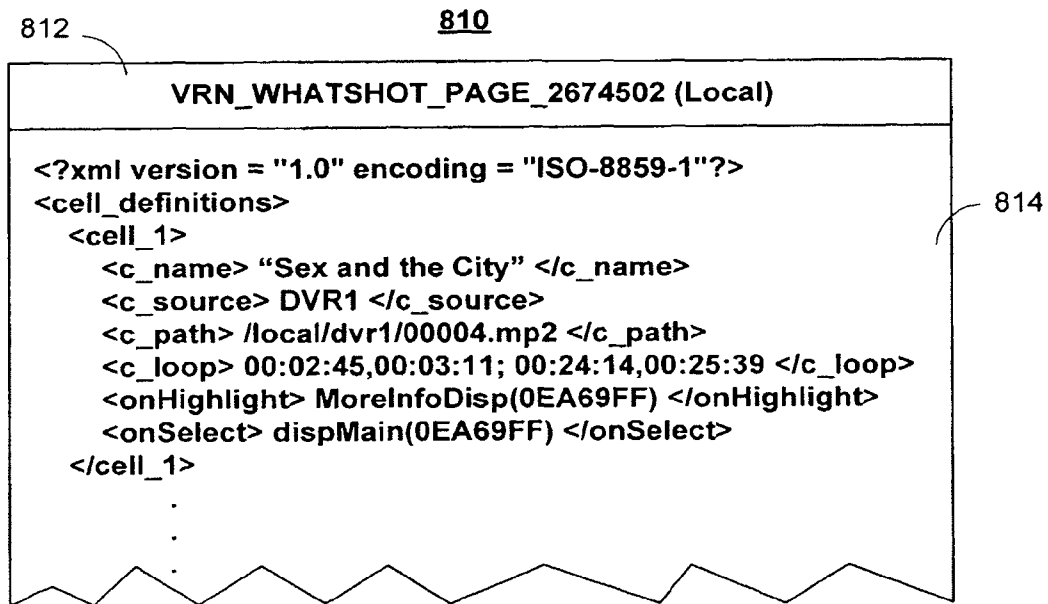 810
812
VRN_WHATSHOT_PAGE_2674502 (Local)
<?xml version = "1.0" encoding = "ISO-8859-1"?>
<cell_definitions>
<cell_1>
<c_name> “Sex and the City” </c_name>
<c_source> DVR1 </c_source>
<c_path> /local/dvr1/00004.mp2 </c_path>
<c_loop> 00:02:45,00:03:11; 00:24:14,00:25:39 </c_loop>
<onHighlight> MoreInfoDisp(0EA69FF) </onHighlight>
<onSelect> dispMain(0EA69FF) </onSelect>
</cell_1>
.
.
.
814